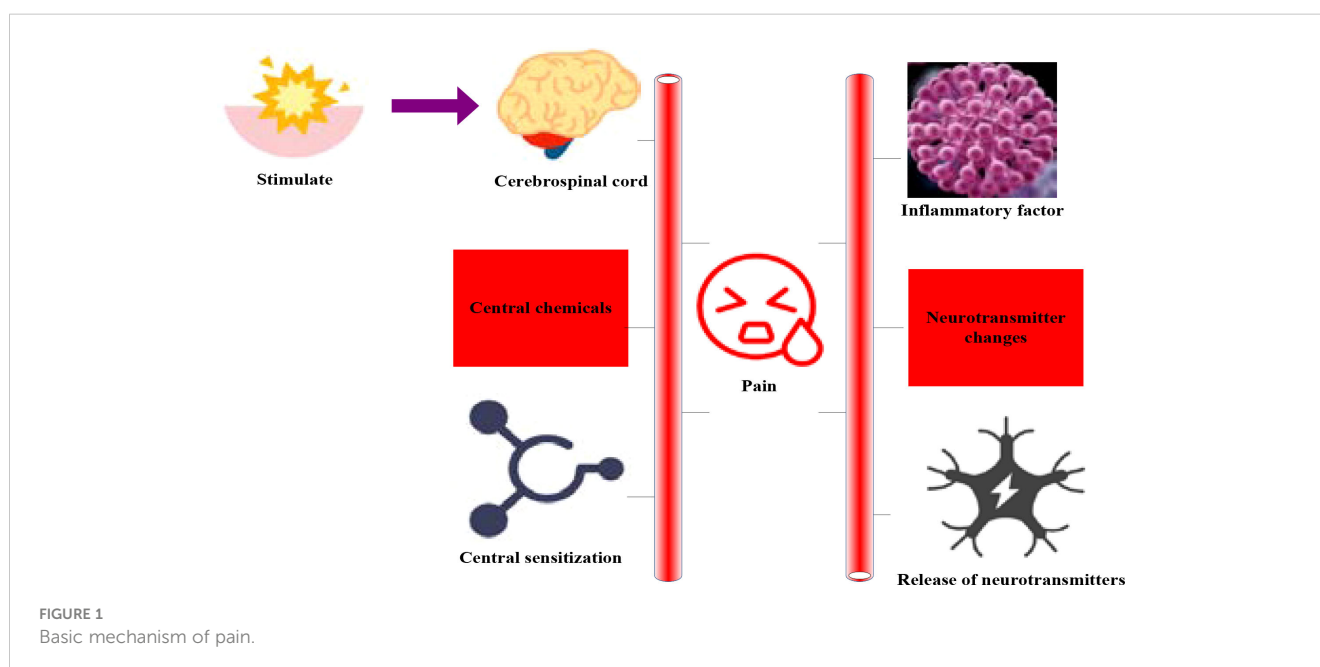 Stimulate
Cerebrospinal cord
Inflammatory factor
Central chemicals
Neurotransmitter
changes
Pain
Central sensitization
Release of neurotransmitters
FIGURE 1
Basic mechanism of pain.